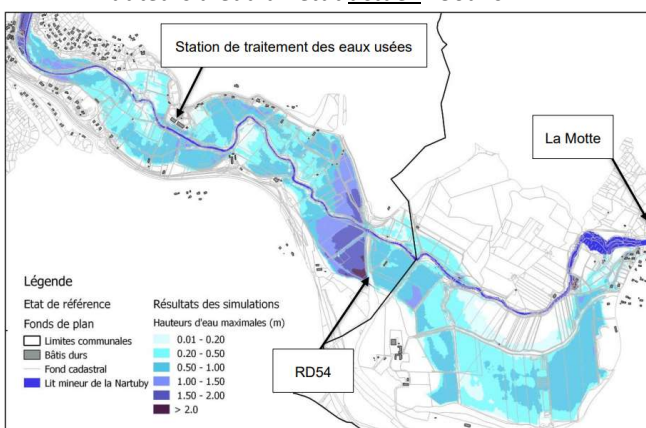 Station de traitement des eaux usées
La Motte
RD54
Légende
Etat de référence
Fonds de plan
Limites communales
Bâtis durs
Fond cadastral
Lit mineur de la Nartuby
Résultats des simulations
Hauteurs d'eau maximales (m)
0.01 - 0.20
0.20 - 0.50
0.50 - 1.00
1.00 - 1.50
1.50 - 2.00
> 2.0